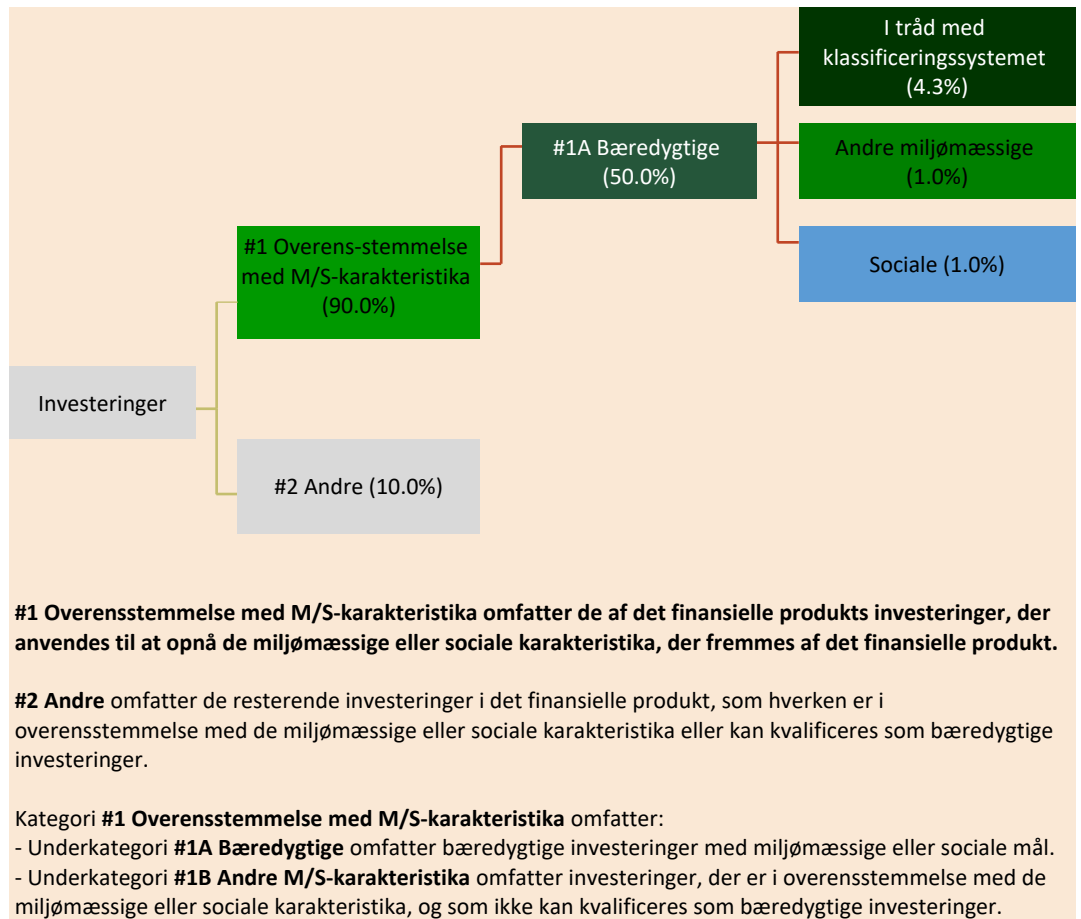 I tråd med
klassificeringssystemet
(4.3%)
#1A Bæredygtige
(50.0%)
Andre miljømæssige
(1.0%)
#1 Overens-stemmelse
med M/S-karakteristika
(90.0%)
Sociale (1.0%)
Investeringer
#2 Andre (10.0%)
#1 Overensstemmelse med M/S-karakteristika omfatter de af det finansielle produkts investeringer, der
anvendes til at opnå de miljømæssige eller sociale karakteristika, der fremmes af det finansielle produkt.
#2 Andre omfatter de resterende investeringer i det finansielle produkt, som hverken er i
overensstemmelse med de miljømæssige eller sociale karakteristika eller kan kvalificeres som bæredygtige
investeringer.
Kategori #1 Overensstemmelse med M/S-karakteristika omfatter:
- Underkategori #1A Bæredygtige omfatter bæredygtige investeringer med miljømæssige eller sociale mål.
- Underkategori #1B Andre M/S-karakteristika omfatter investeringer, der er i overensstemmelse med de
miljømæssige eller sociale karakteristika, og som ikke kan kvalificeres som bæredygtige investeringer.